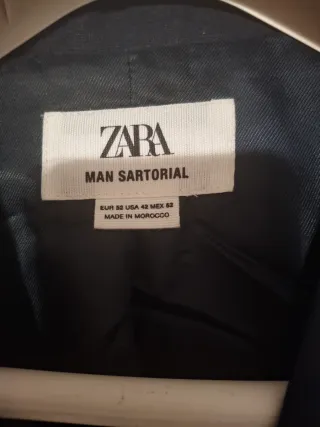 ZARA
MAN SARTORIAL
EUR 52 USA 42 MEX 52
MADE IN MOROCCO